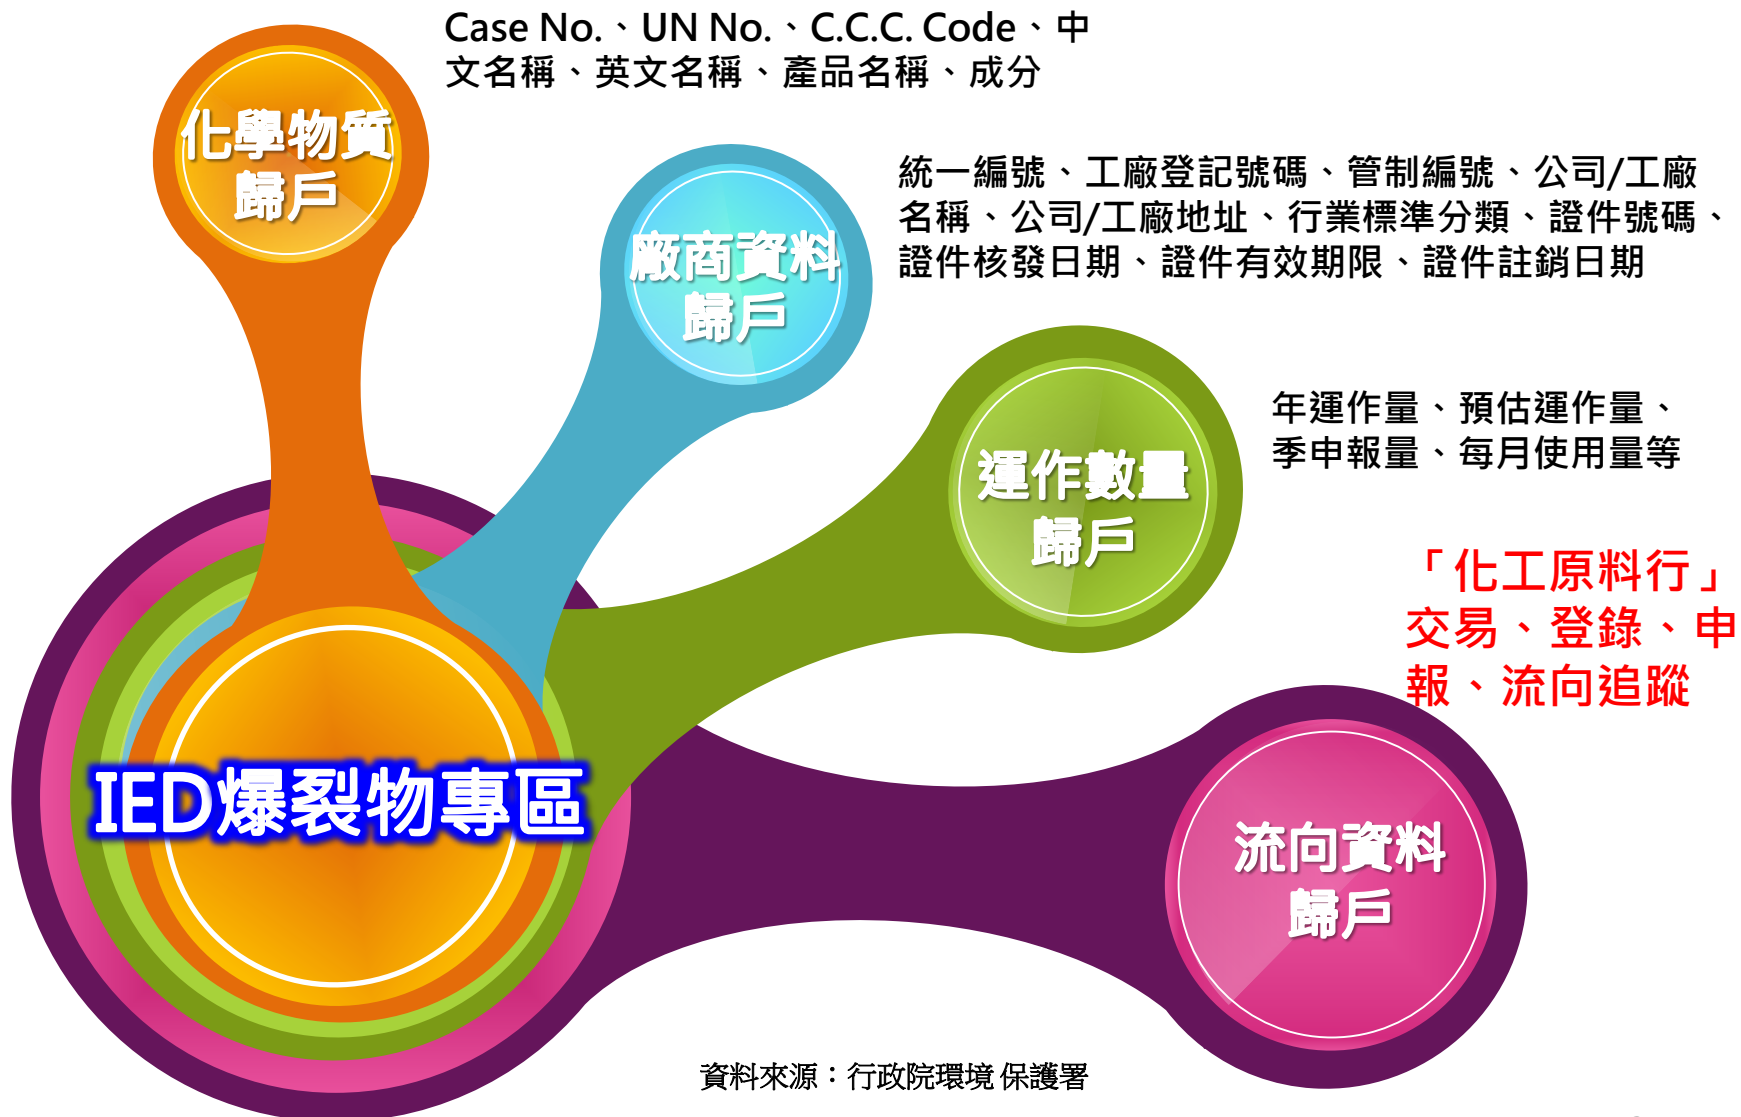 Case No.、UN No.、C.C.C. Code、中
文名稱、英文名稱、產品名稱、成分
化學物質
歸戶
統一編號、工廠登記號碼、管制編號、公司/工廠
名稱、公司/工廠地址、行業標準分類、證件號碼、
證件核發日期、證件有效期限、證件註銷日期
廠商資料
歸戶
年運作量、預估運作量、
季申報量、每月使用量等
運作數量
歸戶
「化工原料行」
交易、登錄、申
報、流向追蹤
IED爆裂物專區
流向資料
歸戶
資料來源：行政院環境保護署